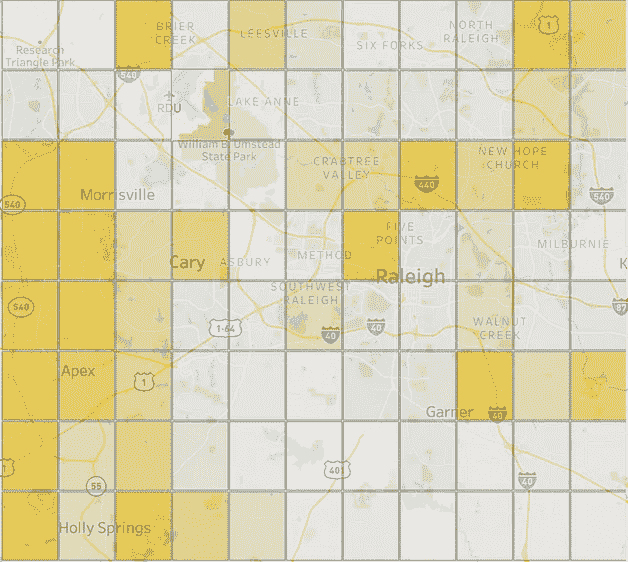 BRIER
CREEK
LEESVILLE
NORTH
RALEIGH
1
SIX FORKS
Research
Triangle Park
540
RDU
LAKE ANNE
William B. Umstead
State Park
CRABTREE
VALLEY
NEW HOPE
CHURCH
440
540
Morrisville
540
FIVE
POINTS
MILBURNIE
Cary
ASBURY
METHOD
Raleigh
K
SOUTHWEST
RALEIGH
540
1-64
40
40
WALNUT
CREEK
87
Apex
1
Garner
40
1
401
55
40
Holly Springs